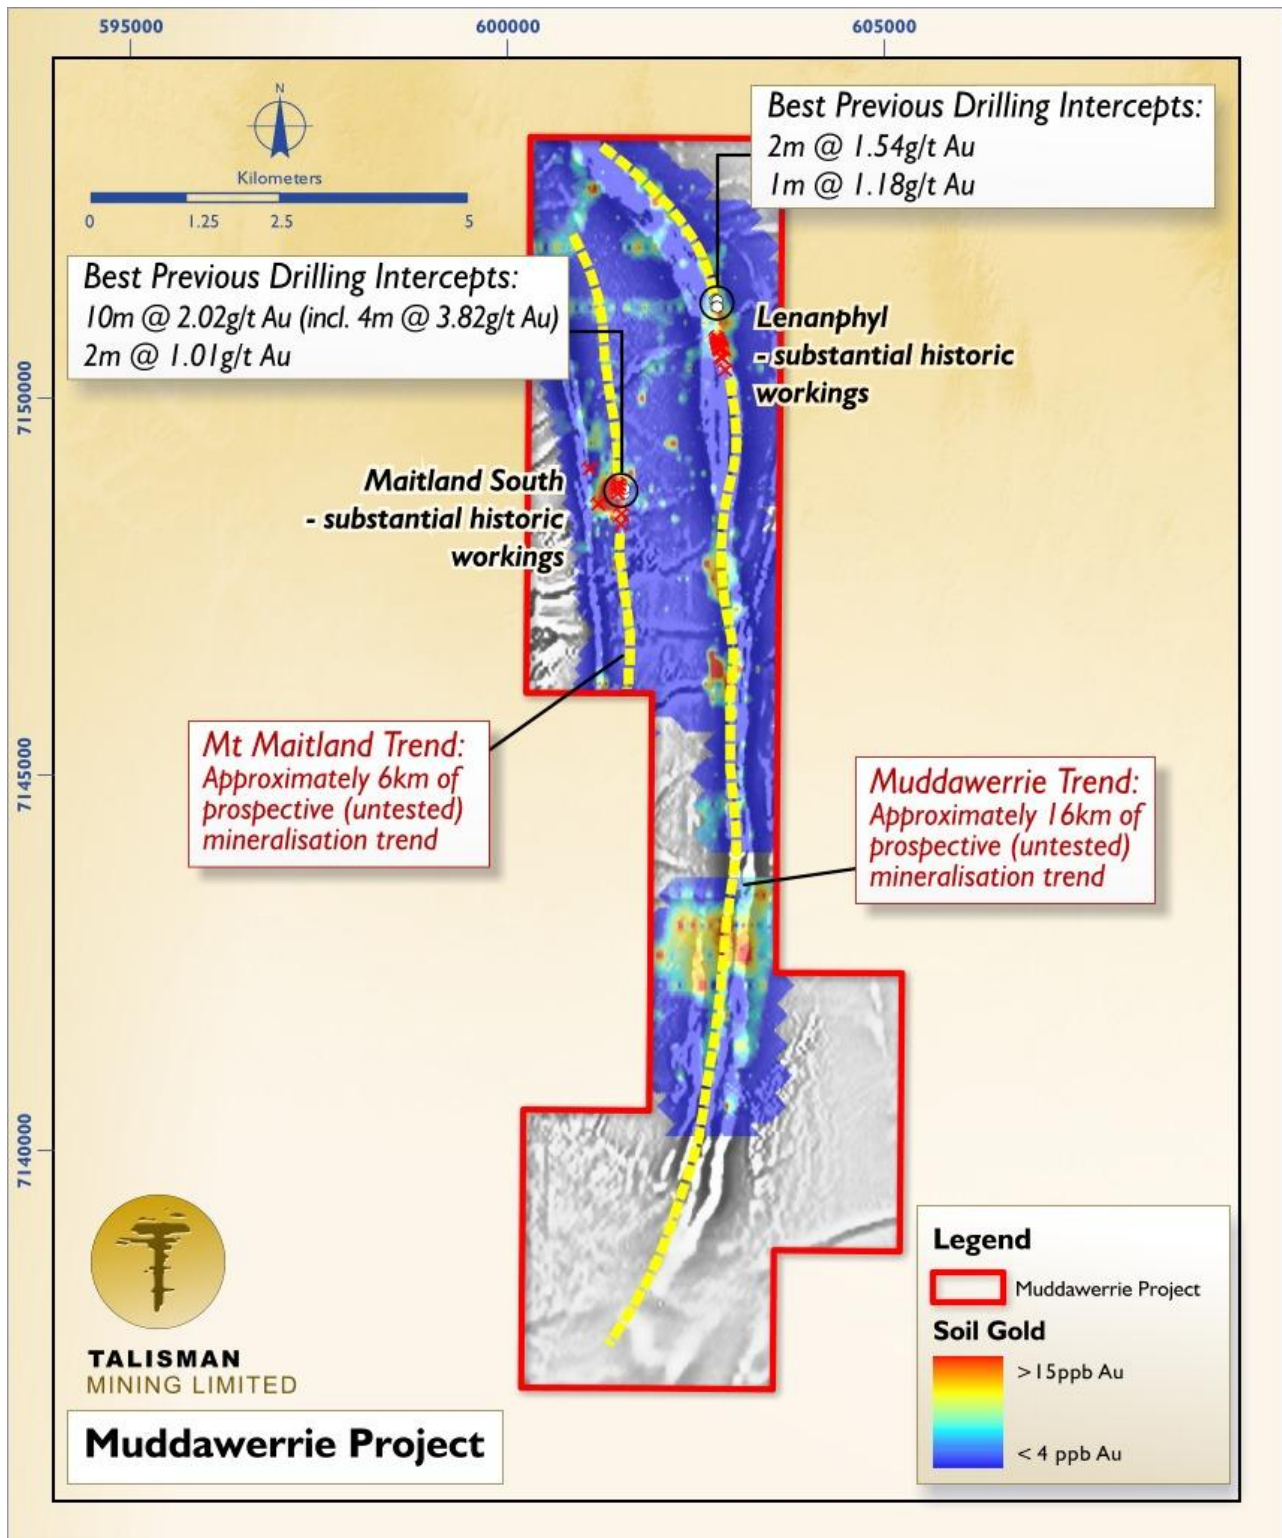 595000
600000
605000
N
Kilometers
0
1.25
2.5
5
Best Previous Drilling Intercepts:
2m @ 1.54g/t Au
1m @ 1.18g/t Au
Best Previous Drilling Intercepts:
10m @ 2.02g/t Au (incl. 4m @ 3.82g/t Au)
2m @ 1.01g/t Au
Lenanphyl
- substantial historic
workings
7150000
Maitland South
- substantial historic
workings
Mt Maitland Trend:
Approximately 6km of
prospective (untested)
mineralisation trend
7145000
Muddawerrie Trend:
Approximately 16km of
prospective (untested)
mineralisation trend
7140000
TALISMAN
MINING LIMITED
Muddawerrie Project
Legend
Muddawerrie Project
Soil Gold
>15ppb Au
< 4 ppb Au